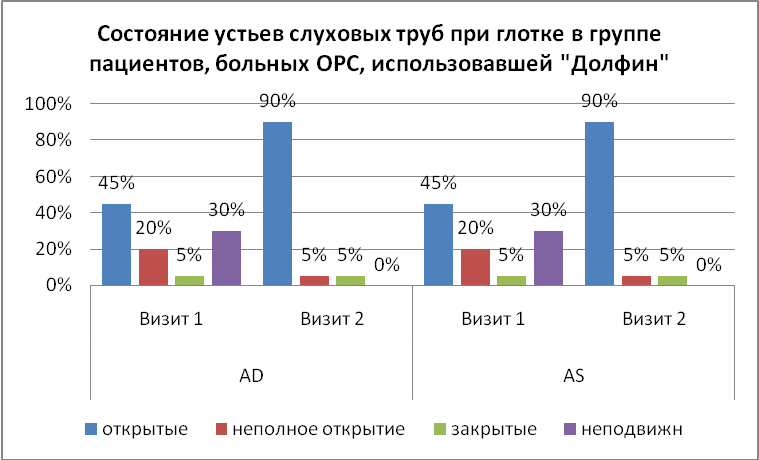 Состояние устьев слуховых труб при глотке в группе
пациентов, больных ОРС, использовавшей "Долфин"
100%
80%
60%
40%
20%
0%
45%
20%
5%
30%
90%
5%
5%
0%
45%
20%
5%
30%
90%
5%
5%
0%
Визит 1
Визит 2
Визит 1
Визит 2
AD
AS
открытые
неполное открытие
закрытые
неподвижн